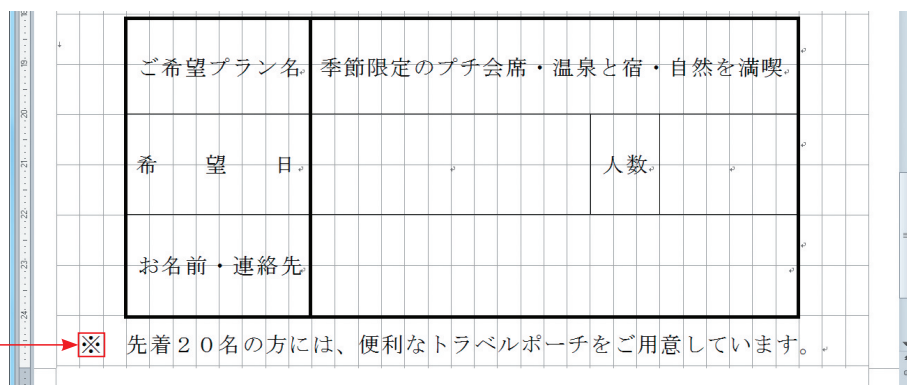 ご希望プラン名 季節限定のプチ会席・温泉と宿・自然を満喫
希　望　日 人数
お名前・連絡先
※　先着２０名の方には、便利なトラベルポーチをご用意しています。